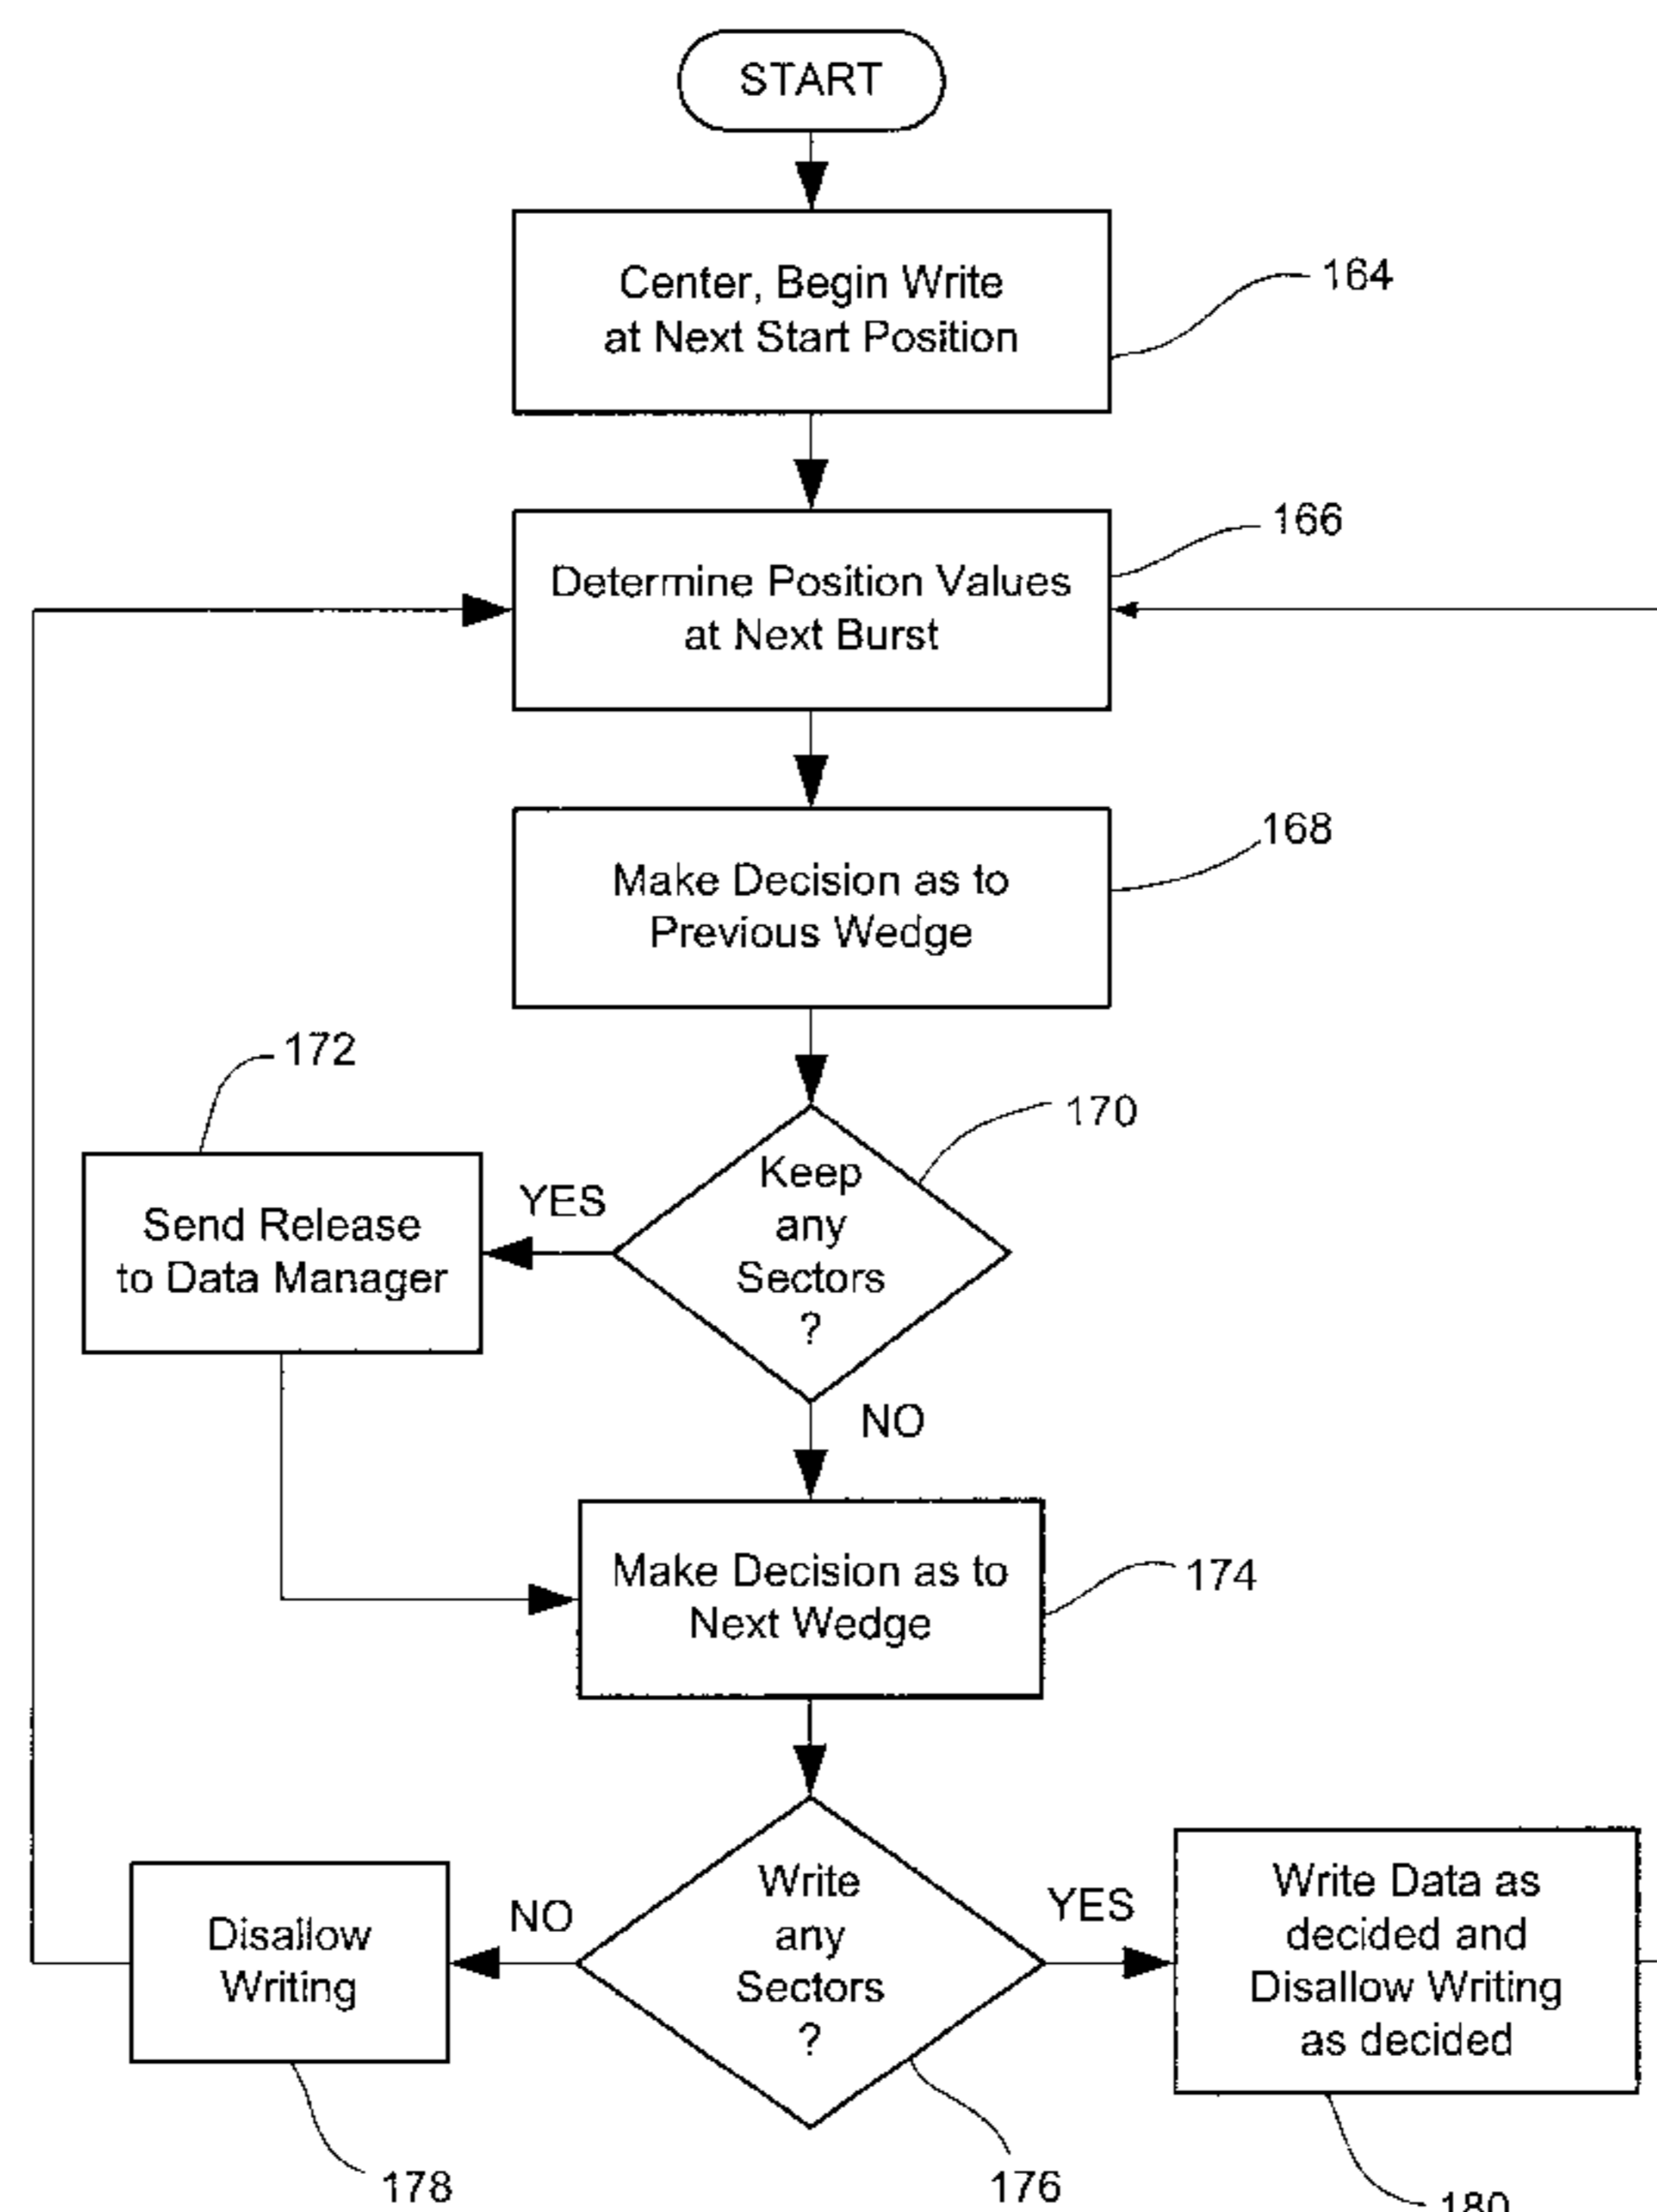 START
Center, Begin Write
at Next Start Position
164
Determine Position Values
at Next Burst
166
Make Decision as to
Previous Wedge
168
172
170
Send Release
to Data Manager
YES
Keep
any
Sectors
?
NO
Make Decision as to
Next Wedge
174
Disallow
Writing
NO
Write
any
Sectors
?
YES
Write Data as
decided and
Disallow Writing
as decided
178
176
180